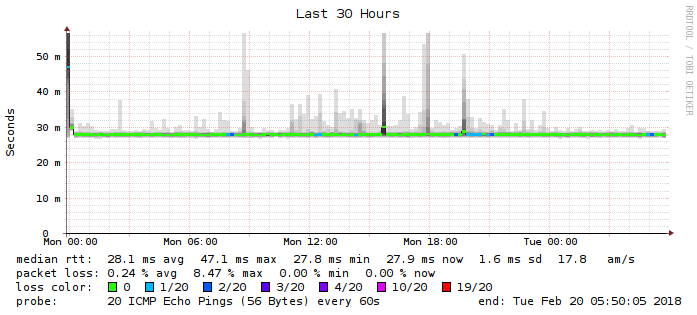 Last 30 Hours
RRDTOOL / TOBI OETIKER
Seconds
50 m
40 m
30 m
20 m
10 m
0
Mon 00:00 Mon 06:00 Mon 12:00 Mon 18:00 Tue 00:00
median rtt: 28.1 ms avg 47.1 ms max 27.8 ms min 27.9 ms now 1.6 ms sd 17.8 am/s
packet loss: 0.24 % avg 8.47 % max 0.00 % min 0.00 % now
loss color: 0 1/20 2/20 3/20 4/20 10/20 19/20
probe: 20 ICMP Echo Pings (56 Bytes) every 60s end: Tue Feb 20 05:50:05 2018